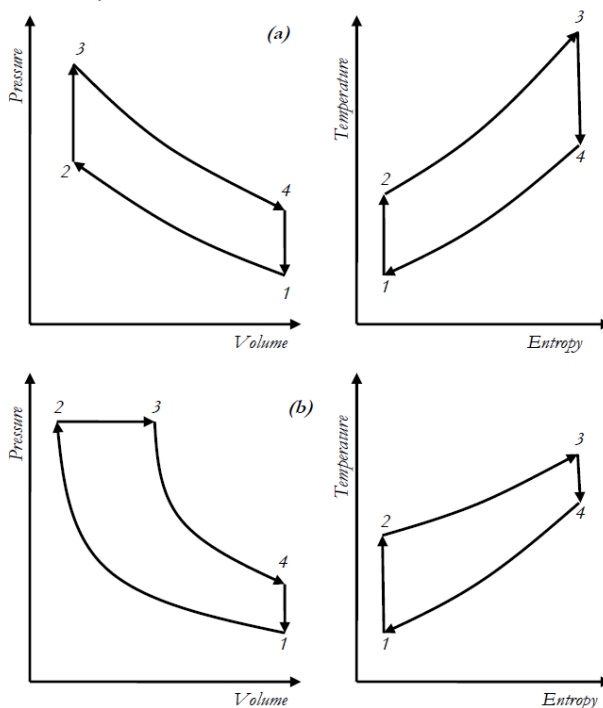 (a)
Pressure
3
2
4
1
Volume
Temperature
3
2
4
1
Entropy
(b)
Pressure
2
3
4
1
Volume
Temperature
3
2
4
1
Entropy